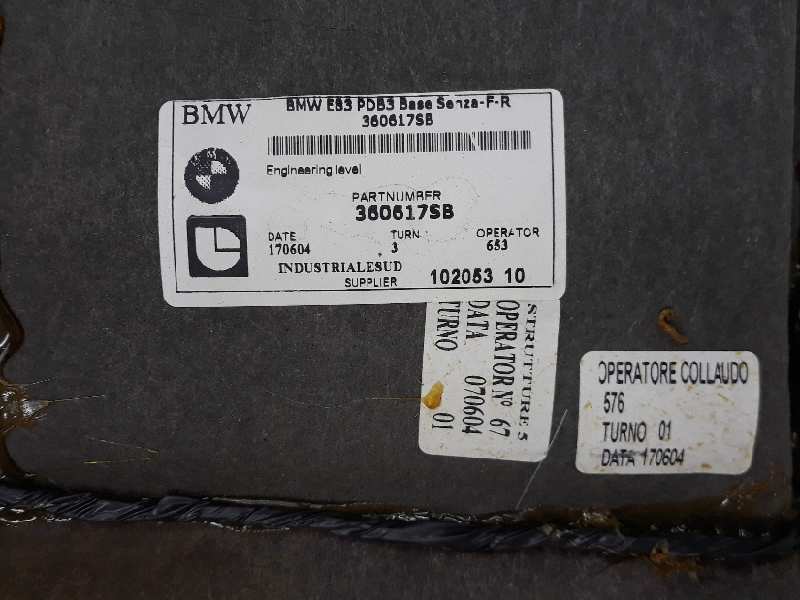 BMW
BMW E83 PDB3 Base Senza-F-R
360617SB
Engineering level
PARTNUMBER
360617SB
DATE TURN OPERATOR
170604 3 653
INDUSTRIALESUD
SUPPLIER 102053 10
STRUTTURE 5
OPERATOR Nº 67
DATA 070604
TURNO 01
OPERATORE COLLAUDO
576
TURNO 01
DATA 170604